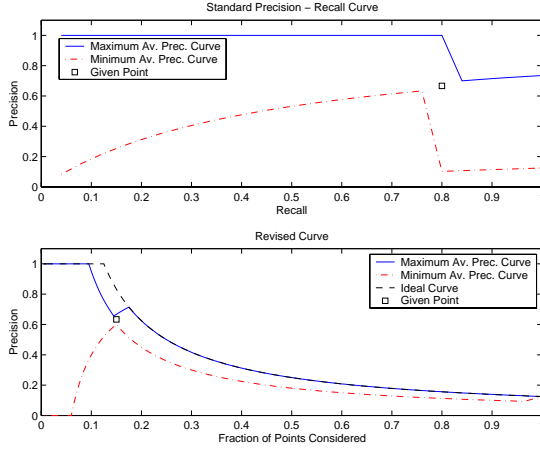 Standard Precision – Recall Curve
Precision
1
0.8
0.6
0.4
0.2
0
Maximum Av. Prec. Curve
Minimum Av. Prec. Curve
Given Point
0 0.1 0.2 0.3 0.4 0.5 0.6 0.7 0.8 0.9
Recall
Revised Curve
Precision
1
0.8
0.6
0.4
0.2
0
Maximum Av. Prec. Curve
Minimum Av. Prec. Curve
Ideal Curve
Given Point
0 0.1 0.2 0.3 0.4 0.5 0.6 0.7 0.8 0.9
Fraction of Points Considered